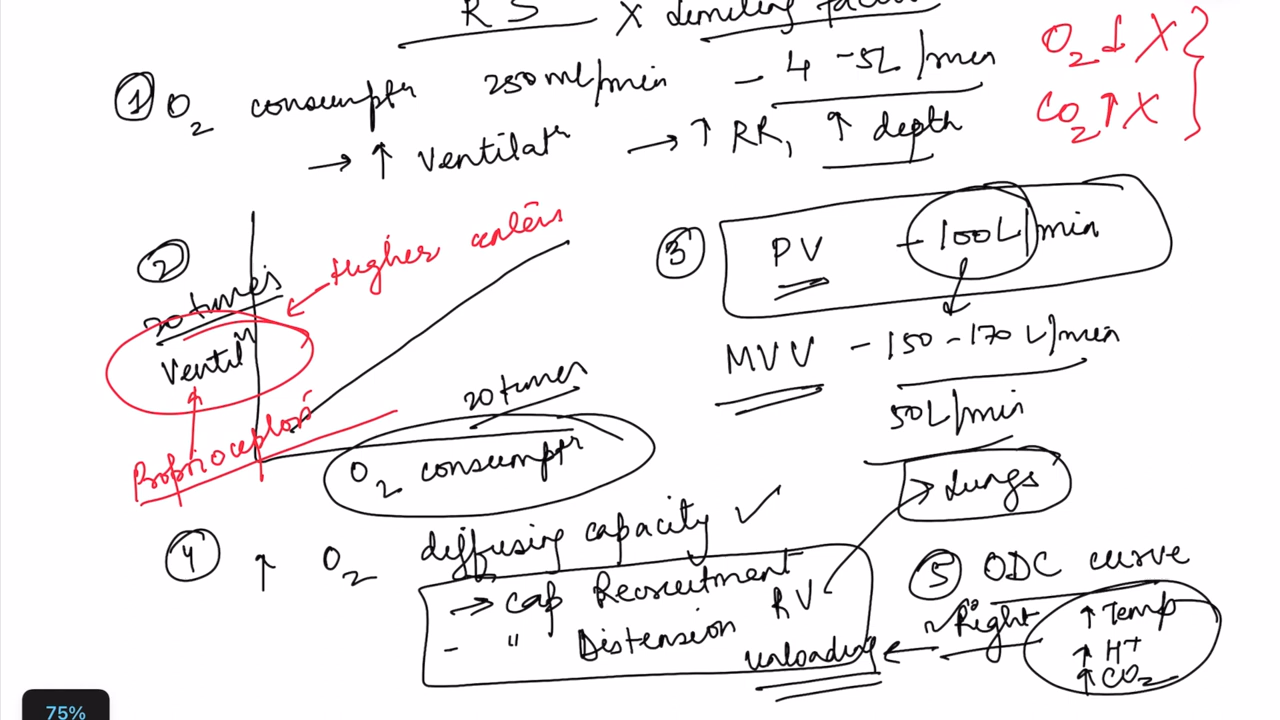 RS X limiting factor
① O2 consumptn 250 ml/min - 4 -5L /min
→ ↑ Ventilatn → ↑ RR, ↑ depth
O2 ↓ X
CO2 ↑ X
②
20 times
Ventiln
← Higher centers
Proprioceptors
20 times
O2 consumptn
③ PV - 100L/min
MVV - 150 - 170 L/min
50L/min
→ Lungs
④ ↑ O2 diffusing capacity ✓
→ Cap Recruitment
- " Distension RV
unloading
⑤ ODC curve
Right
↑ Temp
↑ H+
↑ CO2
75%